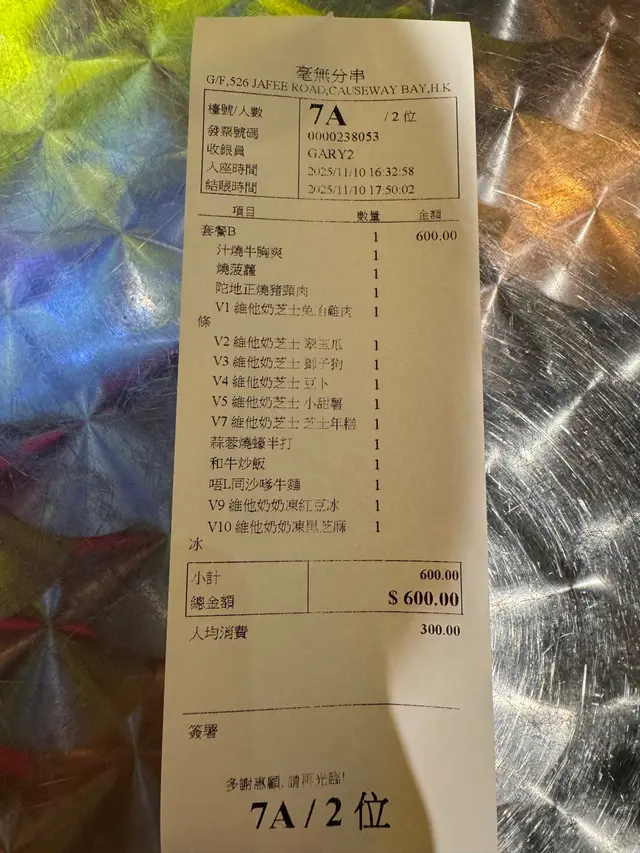 毫無分串
G/F,526 JAFEE ROAD,CAUSEWAY BAY,H.K
檯號/人數 7A / 2 位
發票號碼 0000238053
收銀員 GARY2
入座時間 2025/11/10 16:32:58
結賬時間 2025/11/10 17:50:02
項目 數量 金額
套餐B 1 600.00
汁燒牛胸爽 1
燒菠蘿 1
陀地正燒豬頸肉 1
V1 維他奶芝士免治雞肉 1
條
V2 維他奶芝士 翠玉瓜 1
V3 維他奶芝士 獅子狗 1
V4 維他奶芝士 豆卜 1
V5 維他奶芝士 小甜薯 1
V7 維他奶芝士 芝士年糕 1
蒜蓉燒蠔半打 1
和牛炒飯 1
唔L同沙嗲牛麵 1
V9 維他奶奶凍紅豆冰 1
V10 維他奶奶凍黑芝麻 1
冰
小計 600.00
總金額 $ 600.00
人均消費 300.00
簽署
多謝惠顧,請再光臨!
7A / 2 位